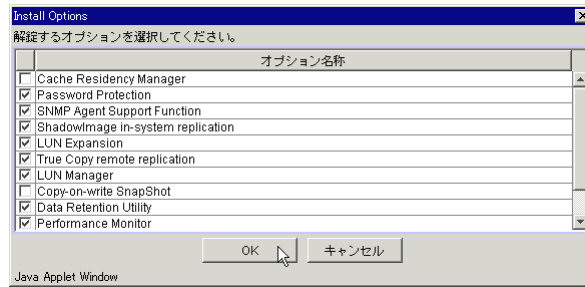 Install Options
解錠するオプションを選択してください。
オプション名称
Cache Residency Manager
Password Protection
SNMP Agent Support Function
ShadowImage in-system replication
LUN Expansion
True Copy remote replication
LUN Manager
Copy-on-write SnapShot
Data Retention Utility
Performance Monitor
OK キャンセル
Java Applet Window